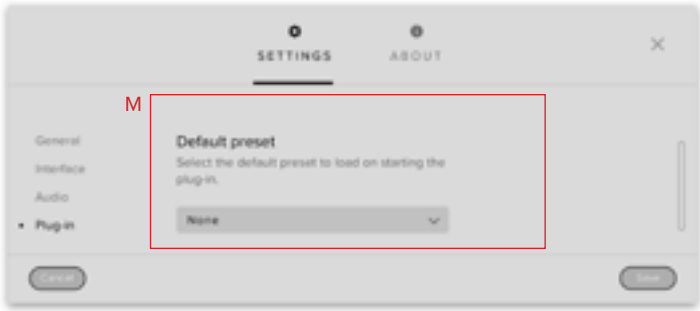 SETTINGS
ABOUT
M
General
Interface
Audio
Plug-in
Default preset
Select the default preset to load on starting the
plug-in.
None
Cancel
Save